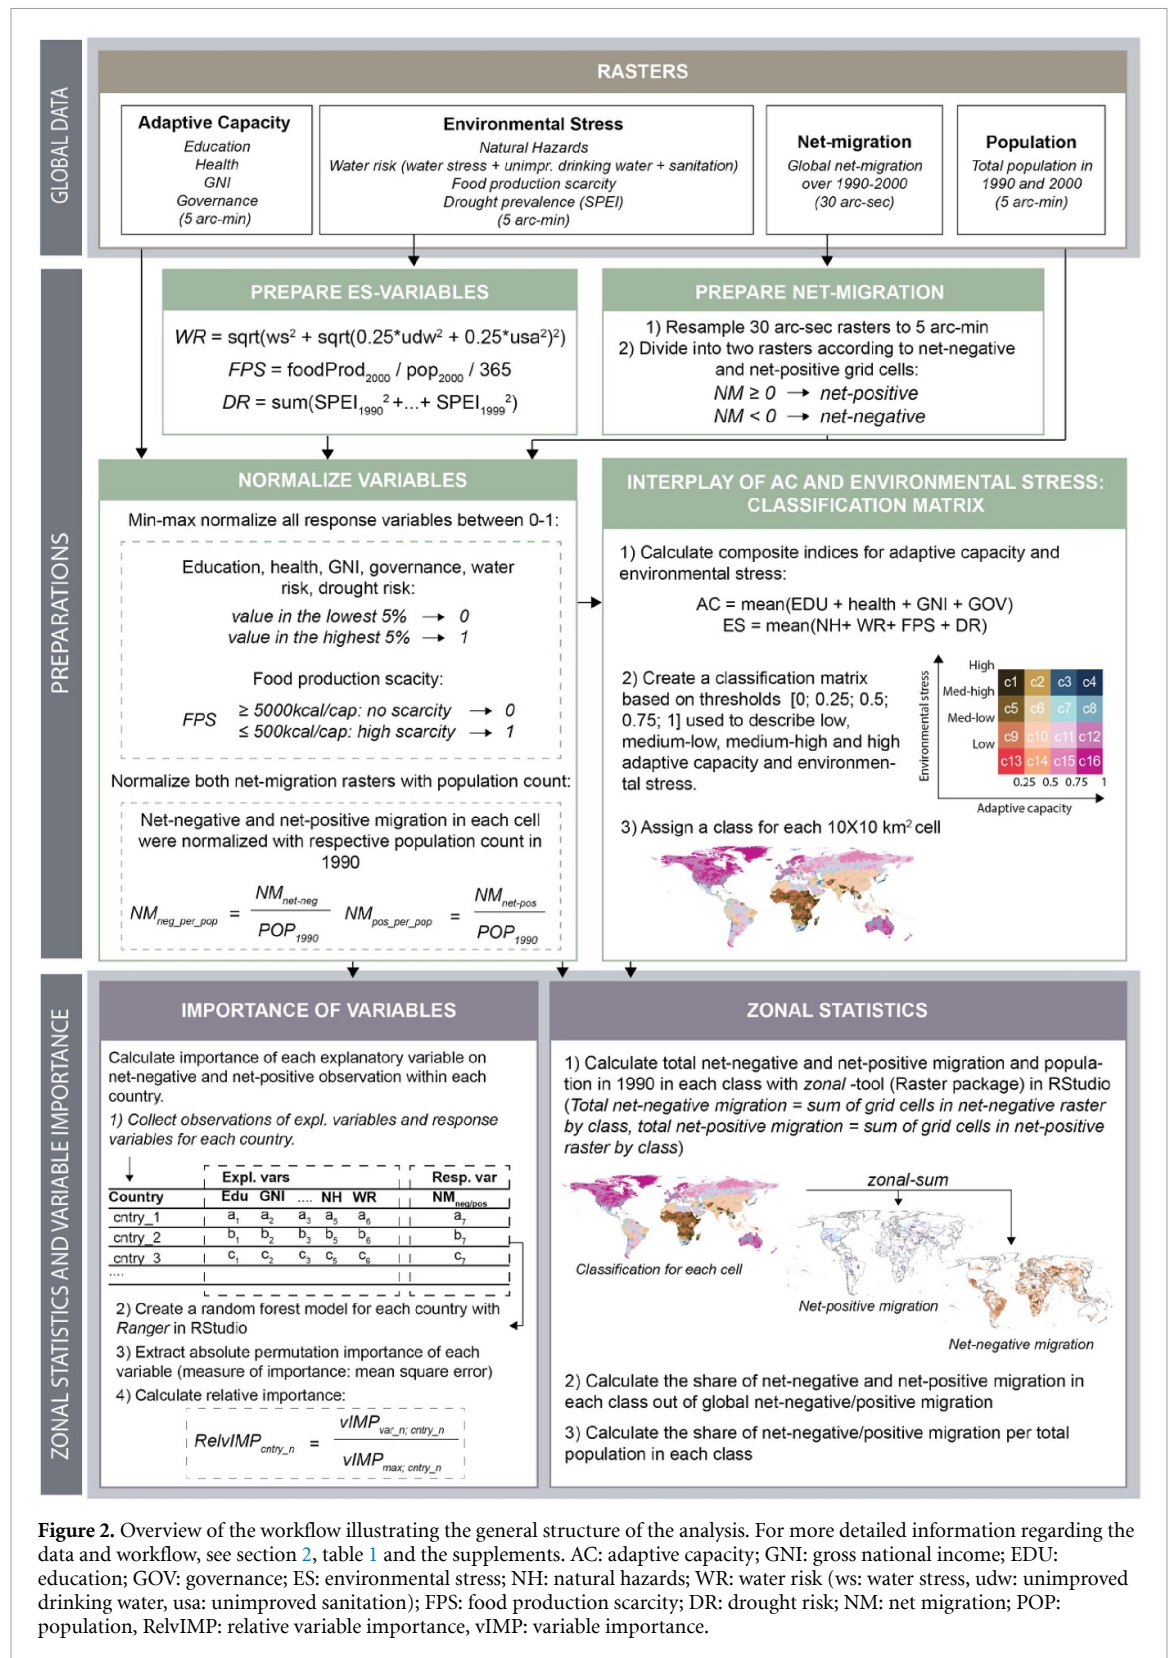 GLOBAL DATA
RASTERS
Adaptive Capacity
Education
Health
GNI
Governance
(5 arc-min)
Environmental Stress
Natural Hazards
Water risk (water stress + unimpr. drinking water + sanitation)
Food production scarcity
Drought prevalence (SPEI)
(5 arc-min)
Net-migration
Global net-migration
over 1990-2000
(30 arc-sec)
Population
Total population in
1990 and 2000
(5 arc-min)
PREPARATIONS
PREPARE ES-VARIABLES
WR = sqrt(ws² + sqrt(0.25*udw² + 0.25*usa²)²)
FPS = foodProd2000 / pop2000 / 365
DR = sum(SPEI1990² +...+ SPEI1999²)
PREPARE NET-MIGRATION
1) Resample 30 arc-sec rasters to 5 arc-min
2) Divide into two rasters according to net-negative
and net-positive grid cells:
NM ≥ 0 → net-positive
NM < 0 → net-negative
NORMALIZE VARIABLES
Min-max normalize all response variables between 0-1:
Education, health, GNI, governance, water
risk, drought risk:
value in the lowest 5% → 0
value in the highest 5% → 1
Food production scacity:
FPS
≥ 5000kcal/cap: no scarcity → 0
≤ 500kcal/cap: high scarcity → 1
Normalize both net-migration rasters with population count:
Net-negative and net-positive migration in each cell
were normalized with respective population count in
1990
NMneg_per_pop = NMnet-neg / POP1990
NMpos_per_pop = NMnet-pos / POP1990
INTERPLAY OF AC AND ENVIRONMENTAL STRESS:
CLASSIFICATION MATRIX
1) Calculate composite indices for adaptive capacity and
environmental stress:
AC = mean(EDU + health + GNI + GOV)
ES = mean(NH+ WR+ FPS + DR)
2) Create a classification matrix
based on thresholds [0; 0.25; 0.5;
0.75; 1] used to describe low,
medium-low, medium-high and high
adaptive capacity and environmen-
tal stress.
Environmental stress
High
Med-high
Med-low
Low
c1 c2 c3 c4
c5 c6 c7 c8
c9 c10 c11 c12
c13 c14 c15 c16
0.25 0.5 0.75 1
Adaptive capacity
3) Assign a class for each 10X10 km² cell
ZONAL STATISTICS AND VARIABLE IMPORTANCE
IMPORTANCE OF VARIABLES
Calculate importance of each explanatory variable on
net-negative and net-positive observation within each
country.
1) Collect observations of expl. variables and response
variables for each country.
Expl. vars Resp. var
Country Edu GNI .... NH WR NMneg/pos
cntry_1 a1 a2 a3 a5 a6 a7
cntry_2 b1 b2 b3 b5 b6 b7
cntry_3 c1 c2 c3 c5 c6 c7
....
2) Create a random forest model for each country with
Ranger in RStudio
3) Extract absolute permutation importance of each
variable (measure of importance: mean square error)
4) Calculate relative importance:
RelvIMPcntry_n = vIMPvar_n; cntry_n / vIMPmax; cntry_n
ZONAL STATISTICS
1) Calculate total net-negative and net-positive migration and popula-
tion in 1990 in each class with zonal -tool (Raster package) in RStudio
(Total net-negative migration = sum of grid cells in net-negative raster
by class, total net-positive migration = sum of grid cells in net-positive
raster by class)
zonal-sum
Classification for each cell
Net-positive migration
Net-negative migration
2) Calculate the share of net-negative and net-positive migration in
each class out of global net-negative/positive migration
3) Calculate the share of net-negative/positive migration per total
population in each class
Figure 2. Overview of the workflow illustrating the general structure of the analysis. For more detailed information regarding the
data and workflow, see section 2, table 1 and the supplements. AC: adaptive capacity; GNI: gross national income; EDU:
education; GOV: governance; ES: environmental stress; NH: natural hazards; WR: water risk (ws: water stress, udw: unimproved
drinking water, usa: unimproved sanitation); FPS: food production scarcity; DR: drought risk; NM: net migration; POP:
population, RelvIMP: relative variable importance, vIMP: variable importance.